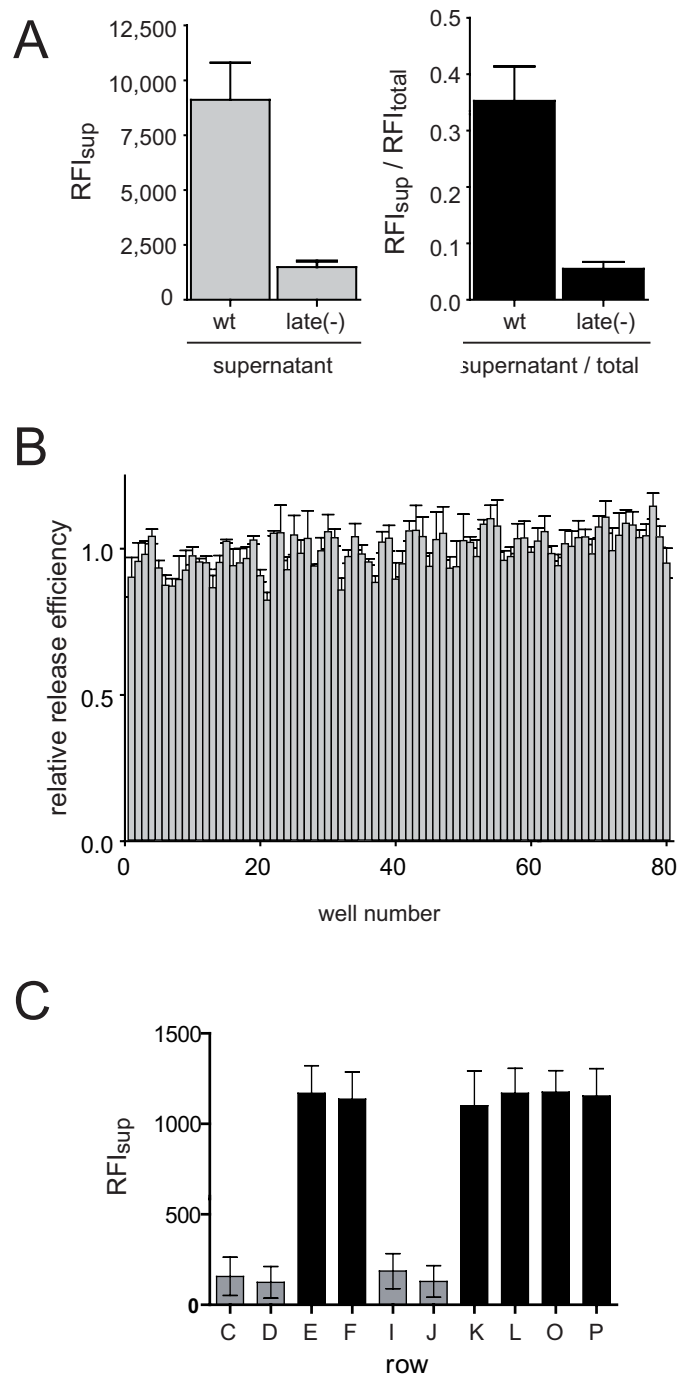 A
12,500
10,000
7,500
5,000
2,500
0
RFIsup
wt
late(-)
supernatant
0.5
0.4
0.3
0.2
0.1
0.0
RFIsup / RFItotal
wt
late(-)
supernatant / total
B
1.0
0.5
0.0
relative release efficiency
0
20
40
60
80
well number
C
1500
1000
500
0
RFIsup
C D E F I J K L O P
row